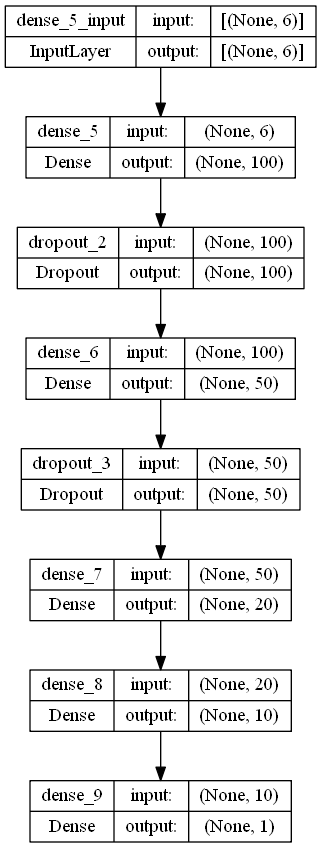 dense_5_input input: [(None, 6)]
InputLayer output: [(None, 6)]
dense_5 input: (None, 6)
Dense output: (None, 100)
dropout_2 input: (None, 100)
Dropout output: (None, 100)
dense_6 input: (None, 100)
Dense output: (None, 50)
dropout_3 input: (None, 50)
Dropout output: (None, 50)
dense_7 input: (None, 50)
Dense output: (None, 20)
dense_8 input: (None, 20)
Dense output: (None, 10)
dense_9 input: (None, 10)
Dense output: (None, 1)